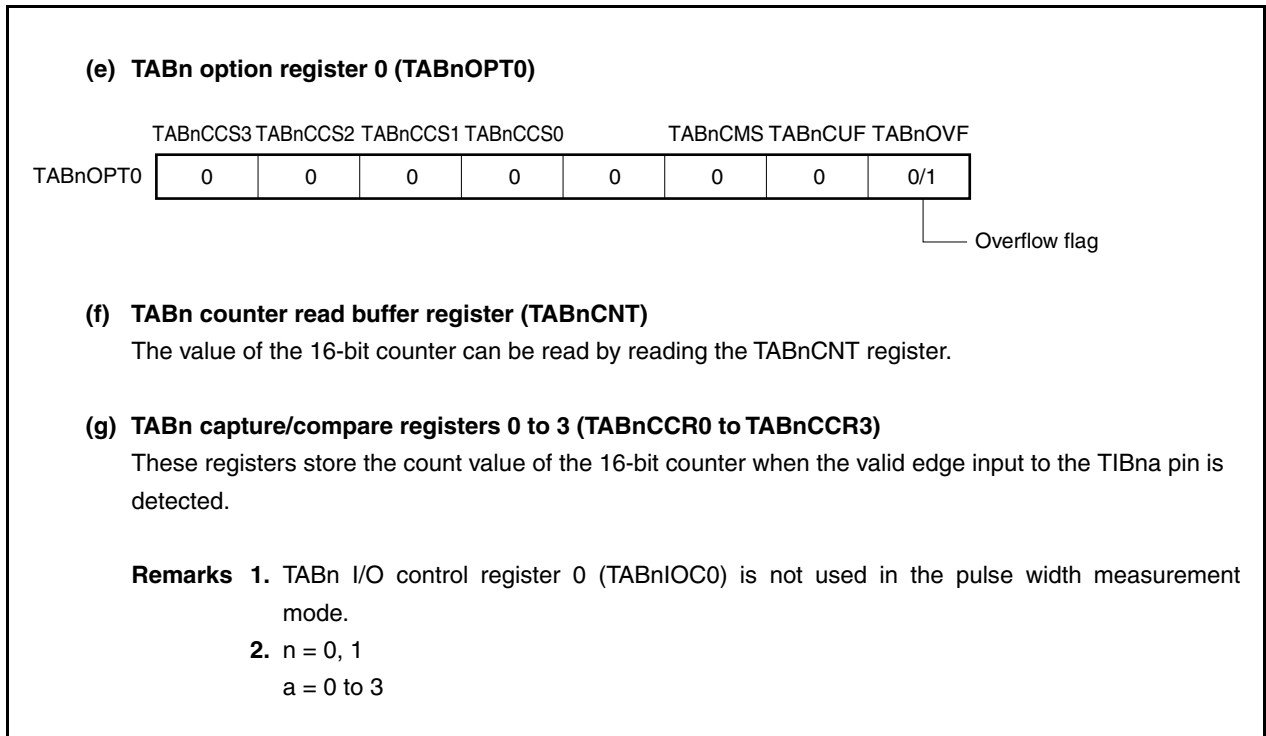 (e) TABn option register 0 (TABnOPT0)
TABnCCS3 TABnCCS2 TABnCCS1 TABnCCS0 TABnCMS TABnCUF TABnOVF
TABnOPT0 0 0 0 0 0 0 0 0/1
Overflow flag
(f) TABn counter read buffer register (TABnCNT)
The value of the 16-bit counter can be read by reading the TABnCNT register.
(g) TABn capture/compare registers 0 to 3 (TABnCCR0 to TABnCCR3)
These registers store the count value of the 16-bit counter when the valid edge input to the TIBna pin is
detected.
Remarks 1. TABn I/O control register 0 (TABnIOC0) is not used in the pulse width measurement
mode.
2. n = 0, 1
a = 0 to 3